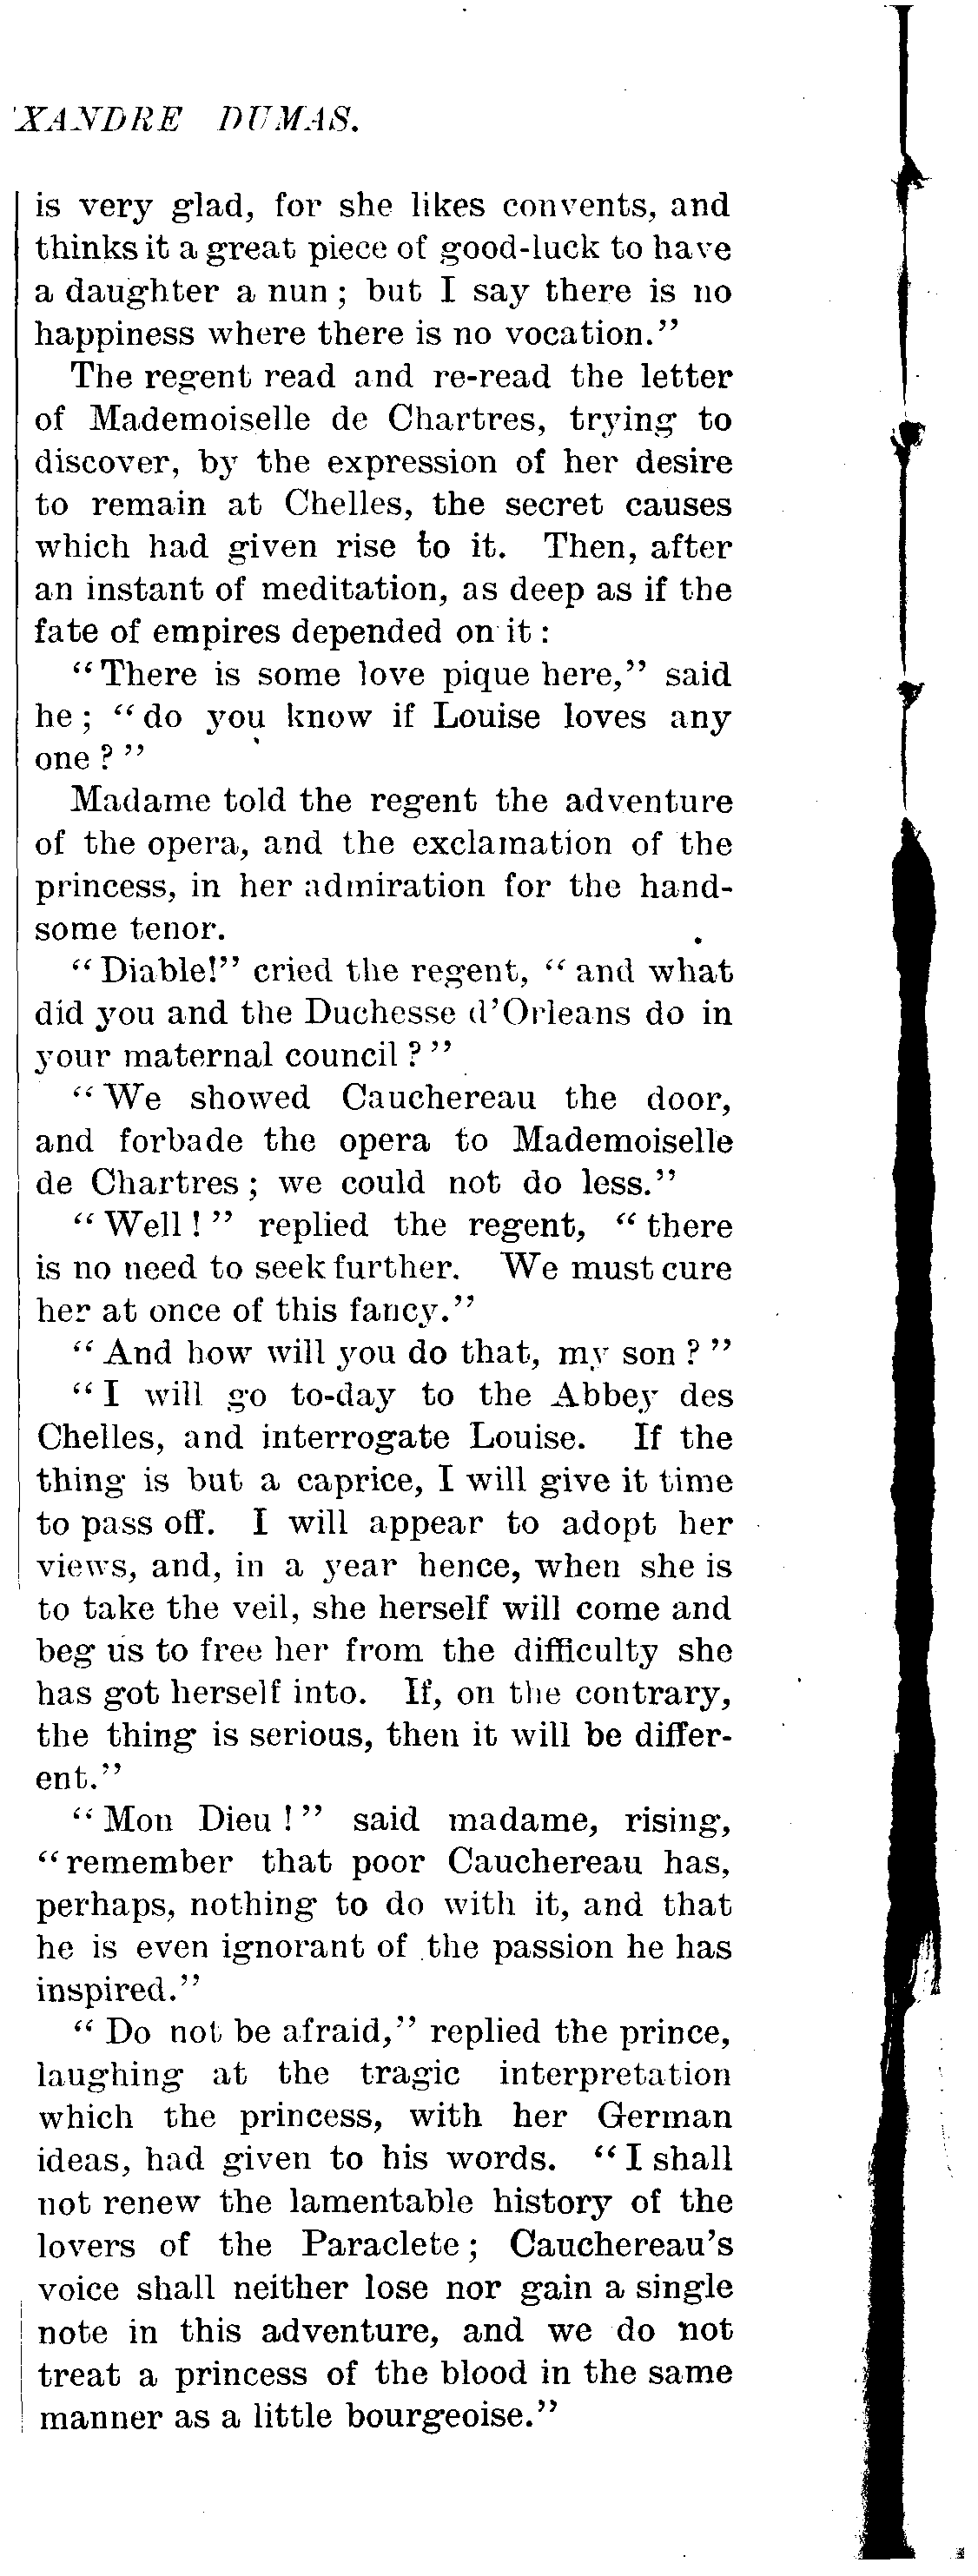 XANDRE DUMAS.
is very glad, for she likes convents, and
thinks it a great piece of good-luck to have
a daughter a nun; but I say there is no
happiness where there is no vocation."
The regent read and re-read the letter
of Mademoiselle de Chartres, trying to
discover, by the expression of her desire
to remain at Chelles, the secret causes
which had given rise to it. Then, after
an instant of meditation, as deep as if the
fate of empires depended on it:
"There is some love pique here," said
he; "do you know if Louise loves any
one?"
Madame told the regent the adventure
of the opera, and the exclamation of the
princess, in her admiration for the hand-
some tenor.
"Diable!" cried the regent, "and what
did you and the Duchesse d'Orleans do in
your maternal council?"
"We showed Cauchereau the door,
and forbade the opera to Mademoiselle
de Chartres; we could not do less."
"Well!" replied the regent, "there
is no need to seek further. We must cure
her at once of this fancy."
"And how will you do that, my son?"
"I will go to-day to the Abbey des
Chelles, and interrogate Louise. If the
thing is but a caprice, I will give it time
to pass off. I will appear to adopt her
views, and, in a year hence, when she is
to take the veil, she herself will come and
beg us to free her from the difficulty she
has got herself into. If, on the contrary,
the thing is serious, then it will be differ-
ent."
"Mon Dieu!" said madame, rising,
"remember that poor Cauchereau has,
perhaps, nothing to do with it, and that
he is even ignorant of the passion he has
inspired."
"Do not be afraid," replied the prince,
laughing at the tragic interpretation
which the princess, with her German
ideas, had given to his words. "I shall
not renew the lamentable history of the
lovers of the Paraclete; Cauchereau's
voice shall neither lose nor gain a single
note in this adventure, and we do not
treat a princess of the blood in the same
manner as a little bourgeoise."